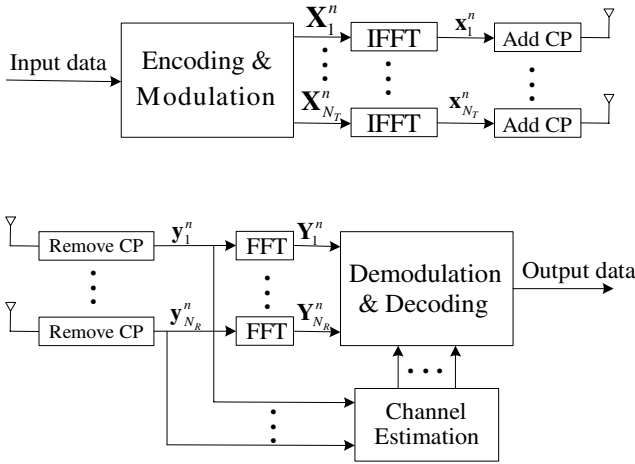 Input data
Encoding &
Modulation
X_1^n
IFFT
x_1^n
Add CP
X_{N_T}^n
IFFT
x_{N_T}^n
Add CP
Remove CP
y_1^n
FFT
Y_1^n
Remove CP
y_{N_R}^n
FFT
Y_{N_R}^n
Demodulation
& Decoding
Output data
Channel
Estimation